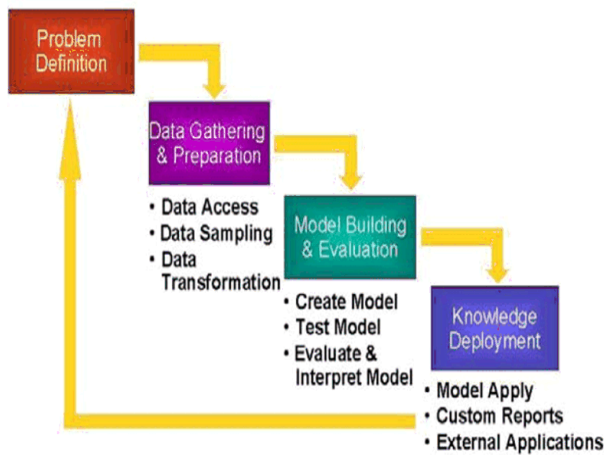 Problem
Definition
Data Gathering
& Preparation
• Data Access
• Data Sampling
• Data
Transformation
Model Building
& Evaluation
• Create Model
• Test Model
• Evaluate &
Interpret Model
Knowledge
Deployment
• Model Apply
• Custom Reports
• External Applications